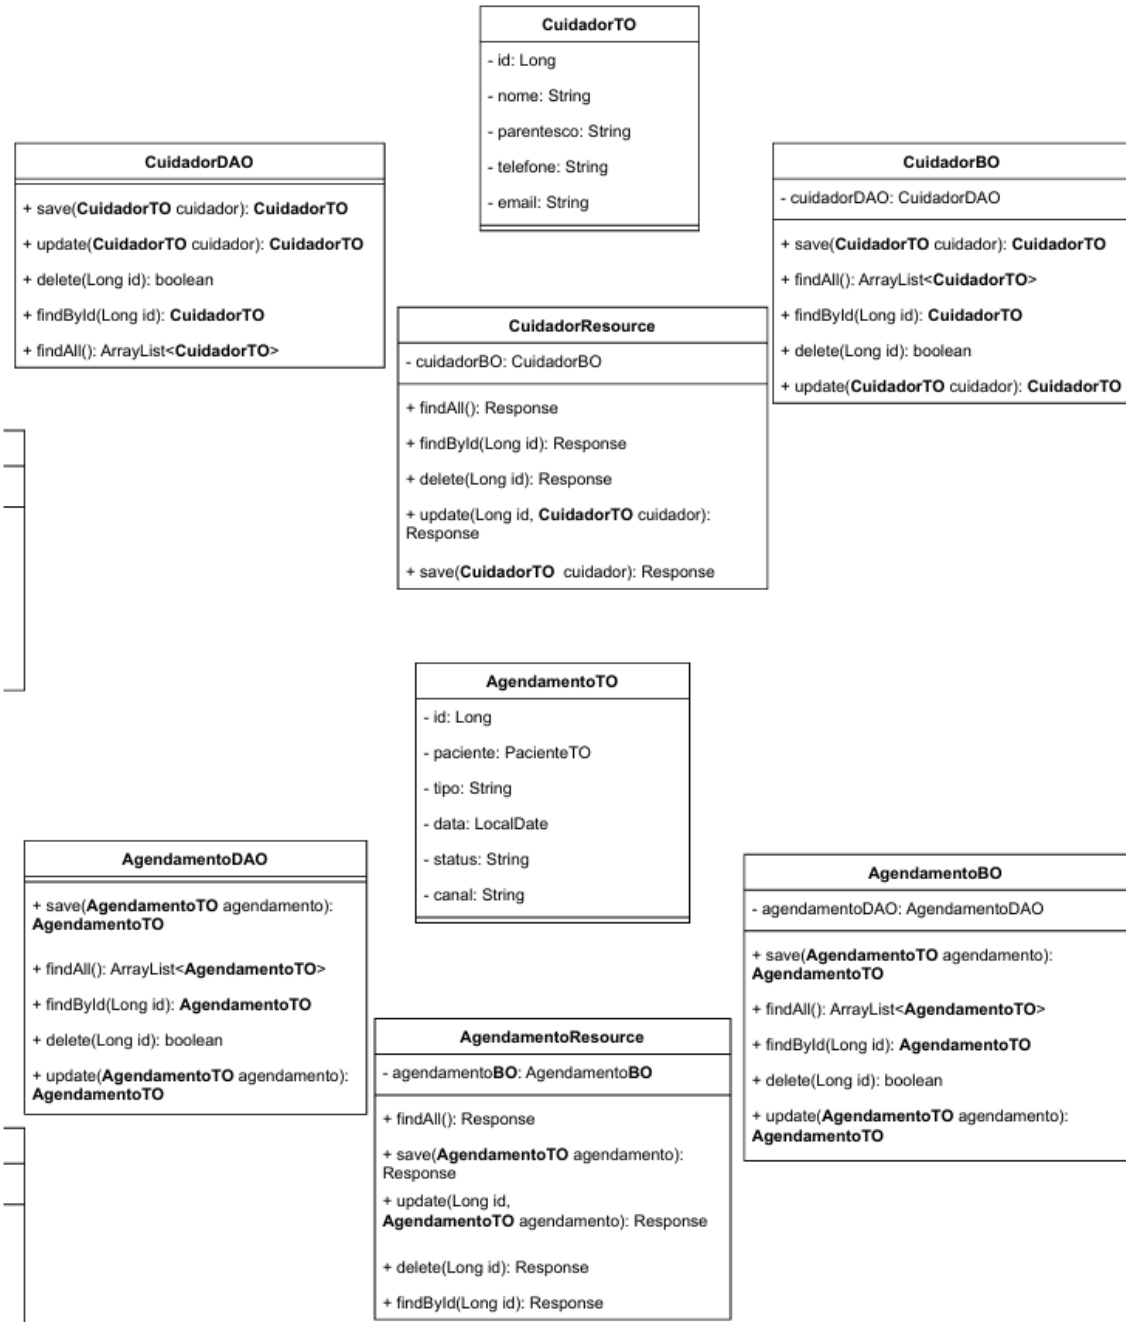 CuidadorTO
- id: Long
- nome: String
- parentesco: String
- telefone: String
- email: String
CuidadorDAO
+ save(CuidadorTO cuidador): CuidadorTO
+ update(CuidadorTO cuidador): CuidadorTO
+ delete(Long id): boolean
+ findById(Long id): CuidadorTO
+ findAll(): ArrayList<CuidadorTO>
CuidadorBO
- cuidadorDAO: CuidadorDAO
+ save(CuidadorTO cuidador): CuidadorTO
+ findAll(): ArrayList<CuidadorTO>
+ findById(Long id): CuidadorTO
+ delete(Long id): boolean
+ update(CuidadorTO cuidador): CuidadorTO
CuidadorResource
- cuidadorBO: CuidadorBO
+ findAll(): Response
+ findById(Long id): Response
+ delete(Long id): Response
+ update(Long id, CuidadorTO cuidador):
Response
+ save(CuidadorTO cuidador): Response
AgendamentoTO
- id: Long
- paciente: PacienteTO
- tipo: String
- data: LocalDate
- status: String
- canal: String
AgendamentoDAO
+ save(AgendamentoTO agendamento):
AgendamentoTO
+ findAll(): ArrayList<AgendamentoTO>
+ findById(Long id): AgendamentoTO
+ delete(Long id): boolean
+ update(AgendamentoTO agendamento):
AgendamentoTO
AgendamentoBO
- agendamentoDAO: AgendamentoDAO
+ save(AgendamentoTO agendamento):
AgendamentoTO
+ findAll(): ArrayList<AgendamentoTO>
+ findById(Long id): AgendamentoTO
+ delete(Long id): boolean
+ update(AgendamentoTO agendamento):
AgendamentoTO
AgendamentoResource
- agendamentoBO: AgendamentoBO
+ findAll(): Response
+ save(AgendamentoTO agendamento):
Response
+ update(Long id,
AgendamentoTO agendamento): Response
+ delete(Long id): Response
+ findById(Long id): Response